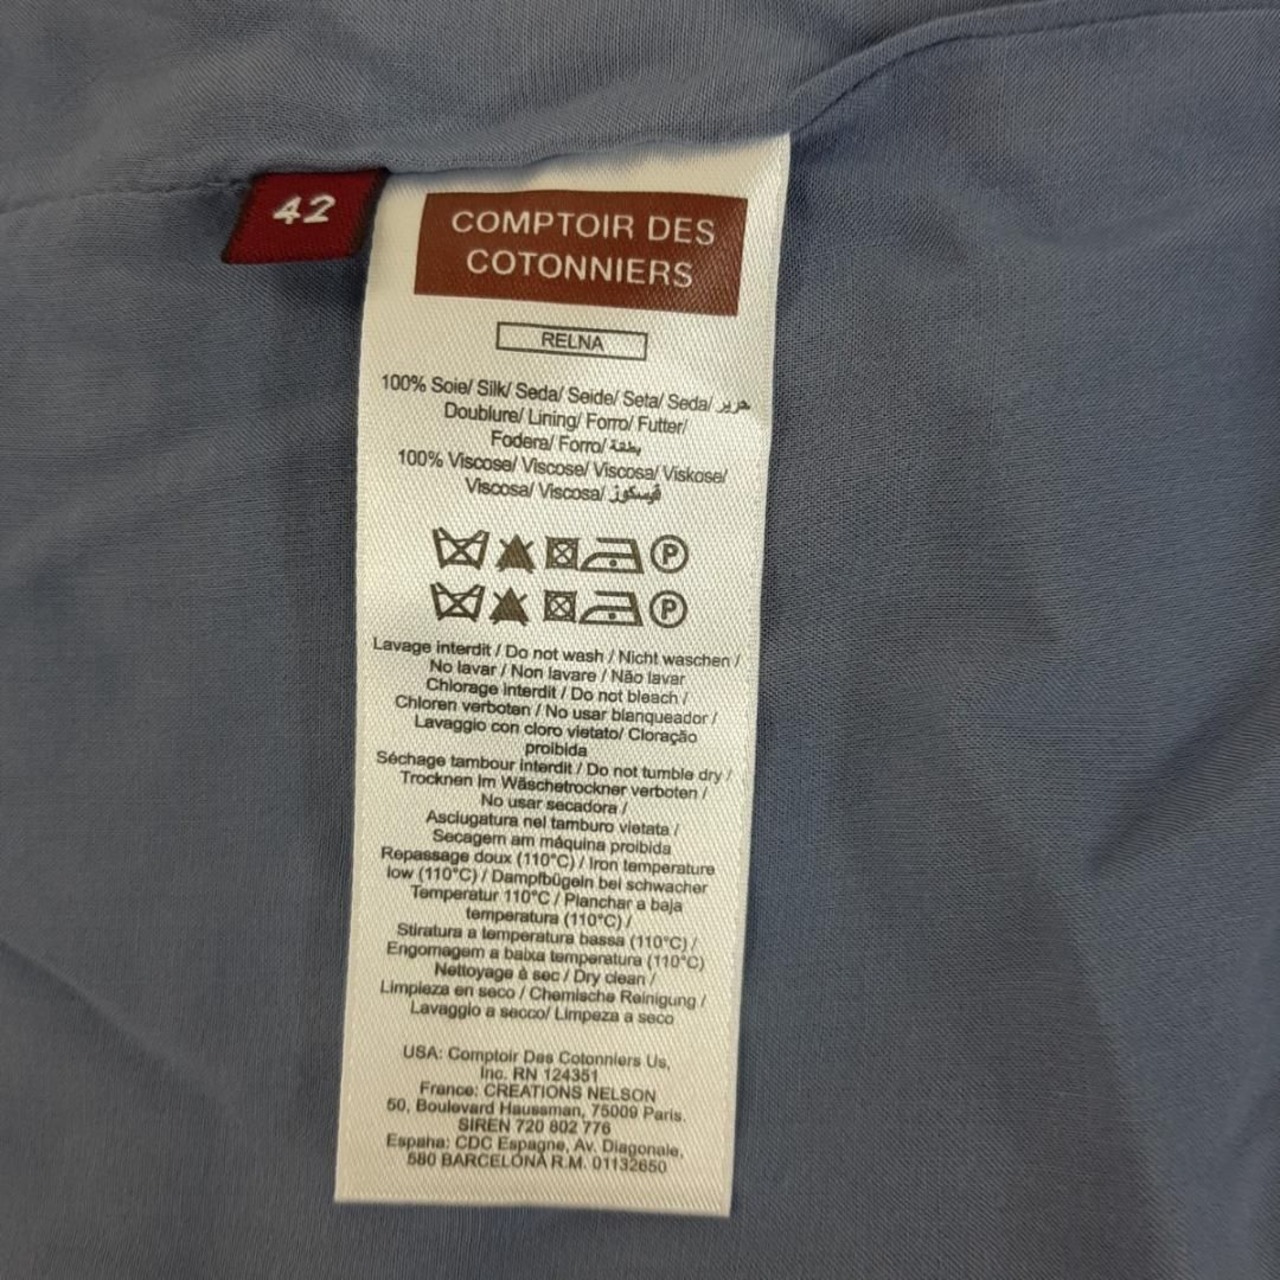 42
COMPTOIR DES
COTONNIERS
RELNA
100% Soie/ Silk/ Seda/ Seide/ Seta/ Seda/ حرير
Doublure/ Lining/ Forro/ Futter/
Fodera/ Forro/ بطنة
100% Viscose/ Viscose/ Viscosa/ Viskose/
Viscosa/ Viscosa/ ڤيسكوز
P
P
Lavage interdit / Do not wash / Nicht waschen /
No lavar / Non lavare / Não lavar
Chlorage interdit / Do not bleach /
Chloren verboten / No usar blanqueador /
Lavaggio con cloro vietato/ Cloração
proibida
Séchage tambour interdit / Do not tumble dry /
Trocknen Im Wäschetrockner verboten /
No usar secadora /
Asciugatura nel tamburo vietata /
Secagem am máquina proibida
Repassage doux (110°C) / Iron temperature
low (110°C) / Dampfbügeln bei schwacher
Temperatur 110°C / Planchar a baja
temperatura (110°C) /
Stiratura a temperatura bassa (110°C) /
Engomagem a baixa temperatura (110°C)
Nettoyage à sec / Dry clean /
Limpieza en seco / Chemische Reinigung /
Lavaggio a secco/ Limpeza a seco
USA: Comptoir Des Cotonniers Us,
Inc. RN 124351
France: CREATIONS NELSON
50, Boulevard Haussman, 75009 Paris.
SIREN 720 802 776
Espana: CDC Espagne, Av. Diagonale,
580 BARCELONA R.M. 01132650